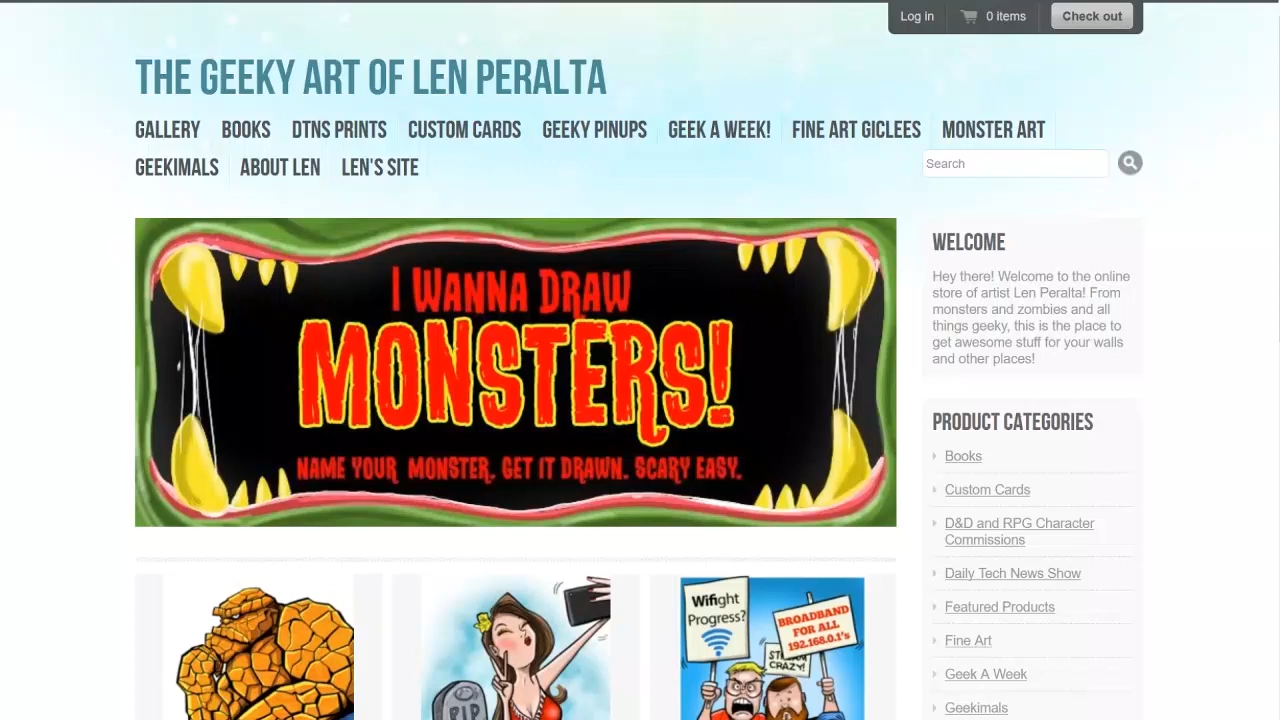 Log in
0 items
Check out
THE GEEKY ART OF LEN PERALTA
GALLERY BOOKS DTNS PRINTS CUSTOM CARDS GEEKY PINUPS GEEK A WEEK! FINE ART GICLEES MONSTER ART
GEEKIMALS ABOUT LEN LEN'S SITE
Search
I WANNA DRAW
MONSTERS!
NAME YOUR MONSTER. GET IT DRAWN. SCARY EASY.
WELCOME
Hey there! Welcome to the online
store of artist Len Peralta! From
monsters and zombies and all
things geeky, this is the place to
get awesome stuff for your walls
and other places!
PRODUCT CATEGORIES
Books
Custom Cards
D&D and RPG Character
Commissions
Daily Tech News Show
Featured Products
Fine Art
Geek A Week
Geekimals
RIP
Wifight
Progress?
BROADBAND
FOR ALL
192.168.0.1's
CRAZY!